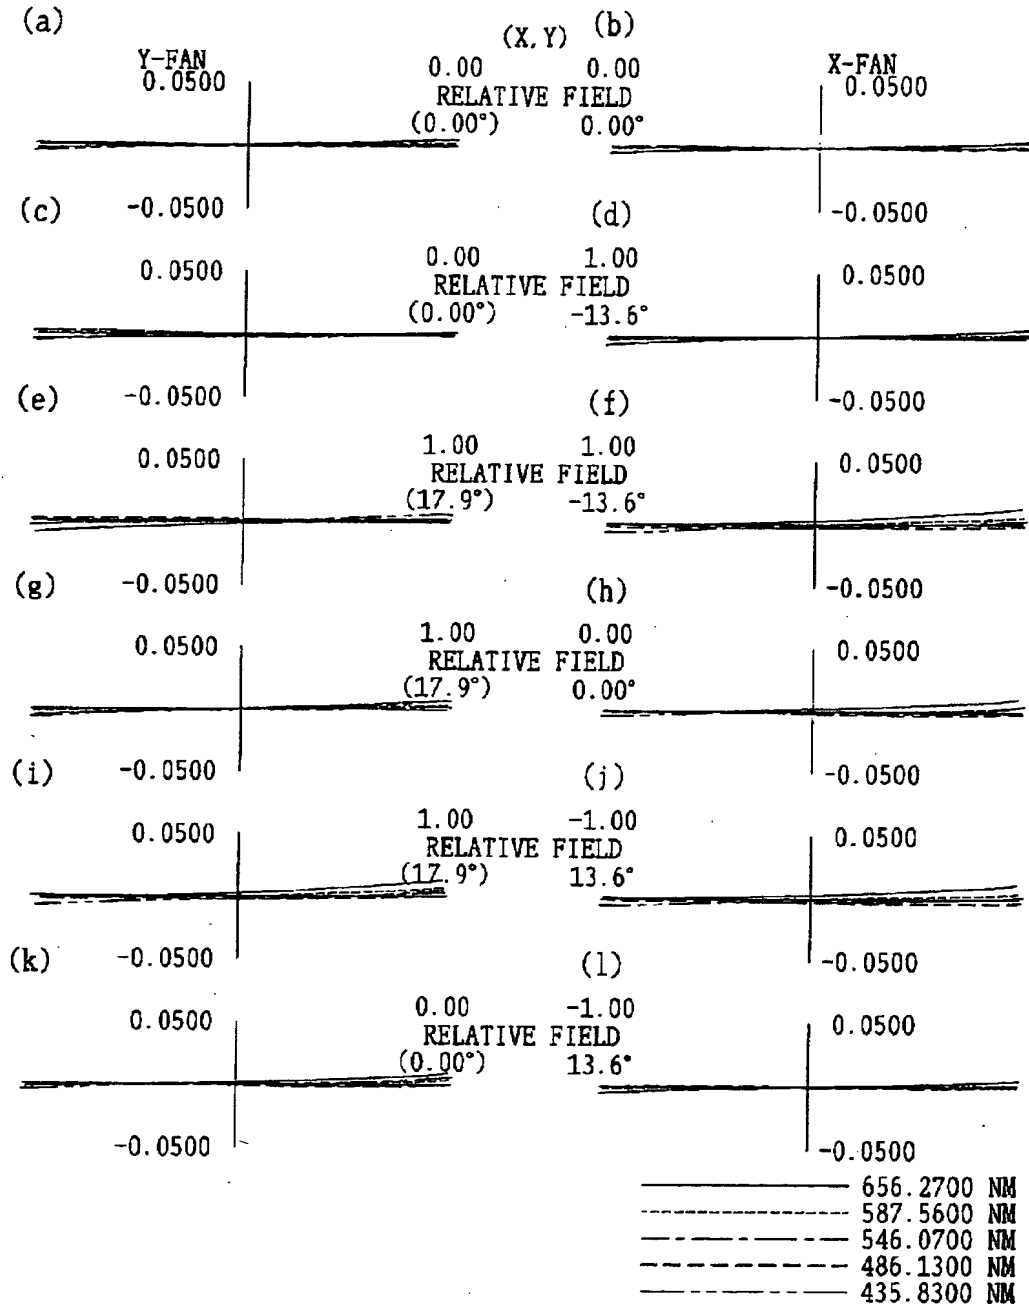 (a) (X,Y) (b)
Y-FAN X-FAN
0.0500 0.00 0.00 0.0500
RELATIVE FIELD
(0.00°) 0.00°
(c) -0.0500 (d) -0.0500
0.0500 0.00 1.00 0.0500
RELATIVE FIELD
(0.00°) -13.6°
(e) -0.0500 (f) -0.0500
0.0500 1.00 1.00 0.0500
RELATIVE FIELD
(17.9°) -13.6°
(g) -0.0500 (h) -0.0500
0.0500 1.00 0.00 0.0500
RELATIVE FIELD
(17.9°) 0.00°
(i) -0.0500 (j) -0.0500
0.0500 1.00 -1.00 0.0500
RELATIVE FIELD
(17.9°) 13.6°
(k) -0.0500 (l) -0.0500
0.0500 0.00 -1.00 0.0500
RELATIVE FIELD
(0.00°) 13.6°
-0.0500 -0.0500
656.2700 NM
587.5600 NM
546.0700 NM
486.1300 NM
435.8300 NM